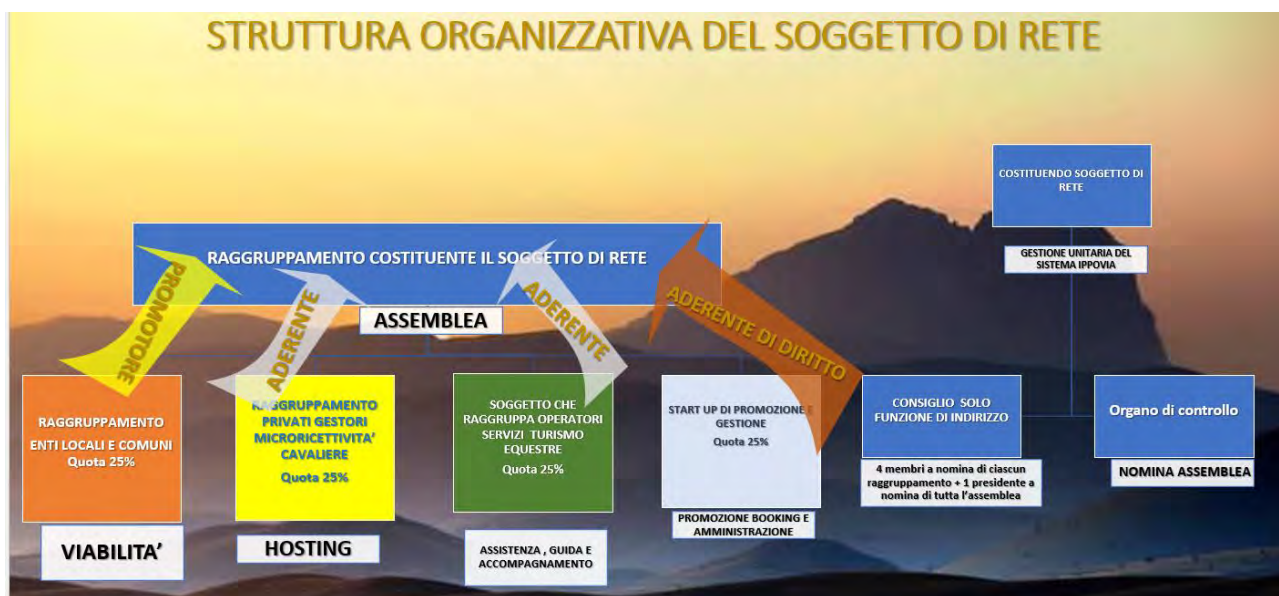 STRUTTURA ORGANIZZATIVA DEL SOGGETTO DI RETE
COSTITUENDO SOGGETTO DI
RETE
GESTIONE UNITARIA DEL
SISTEMA IPPOVIA
RAGGRUPPAMENTO COSTITUENTE IL SOGGETTO DI RETE
ASSEMBLEA
PROMOTORE
ADERENTE
ADERENTE
ADERENTE DI DIRITTO
RAGGRUPPAMENTO
ENTI LOCALI E COMUNI
Quota 25%
VIABILITA’
RAGGRUPPAMENTO
PRIVATI GESTORI
MICRORICETTIVITA’
CAVALIERE
Quota 25%
HOSTING
SOGGETTO CHE
RAGGRUPPA OPERATORI
SERVIZI TURISMO
EQUESTRE
Quota 25%
ASSISTENZA , GUIDA E
ACCOMPAGNAMENTO
START UP DI PROMOZIONE E
GESTIONE
Quota 25%
PROMOZIONE BOOKING E
AMMINISTRAZIONE
CONSIGLIO SOLO
FUNZIONE DI INDIRIZZO
4 membri a nomina di ciascun
raggruppamento + 1 presidente a
nomina di tutta l’assemblea
Organo di controllo
NOMINA ASSEMBLEA